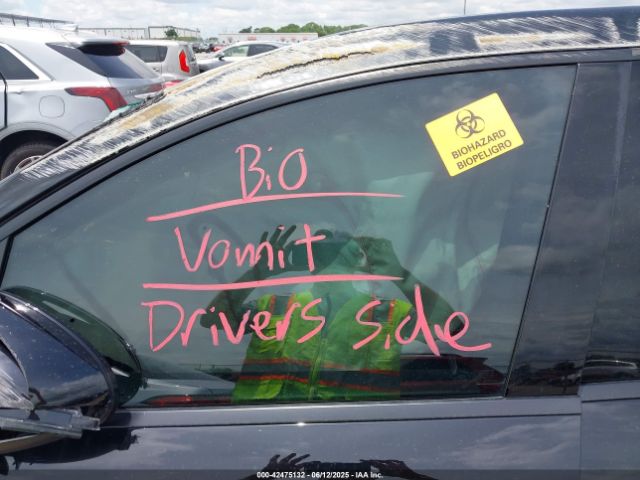 BiO
Vomit
Drivers side
BIOHAZARD
BIOPELIGRO
000-42475132 - 06/12/2025 - IAA Inc.